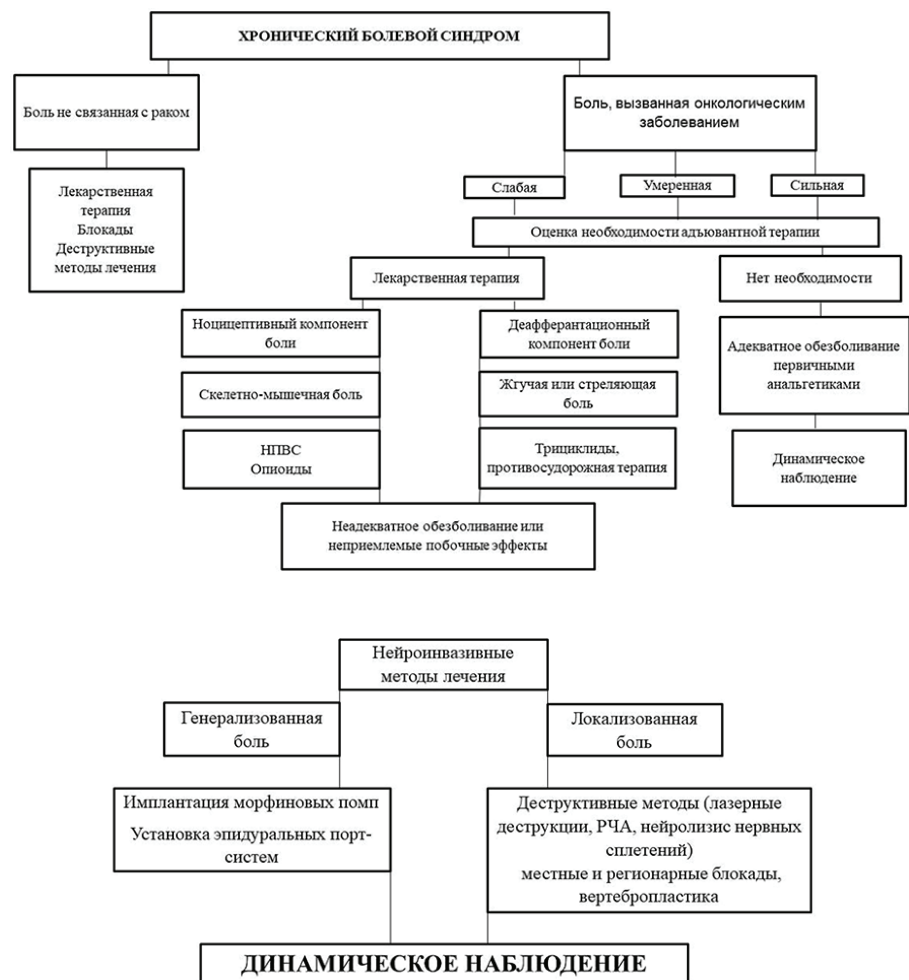 ХРОНИЧЕСКИЙ БОЛЕВОЙ СИНДРОМ
Боль не связанная с раком
Боль, вызванная онкологическим
заболеванием
Лекарственная
терапия
Блокады
Деструктивные
методы лечения
Слабая
Умеренная
Сильная
Оценка необходимости адъювантной терапии
Лекарственная терапия
Нет необходимости
Ноцицептивный компонент
боли
Деафферантационный
компонент боли
Адекватное обезболивание
первичными
анальгетиками
Скелетно-мышечная боль
Жгучая или стреляющая
боль
НПВС
Опиоиды
Трициклиды,
противосудорожная терапия
Динамическое
наблюдение
Неадекватное обезболивание или
неприемлемые побочные эффекты
Нейроинвазивные
методы лечения
Генерализованная
боль
Локализованная
боль
Имплантация морфиновых помп
Установка эпидуральных порт-
систем
Деструктивные методы (лазерные
деструкции, РЧА, нейролизис нервных
сплетений)
местные и регионарные блокады,
вертебропластика
ДИНАМИЧЕСКОЕ НАБЛЮДЕНИЕ